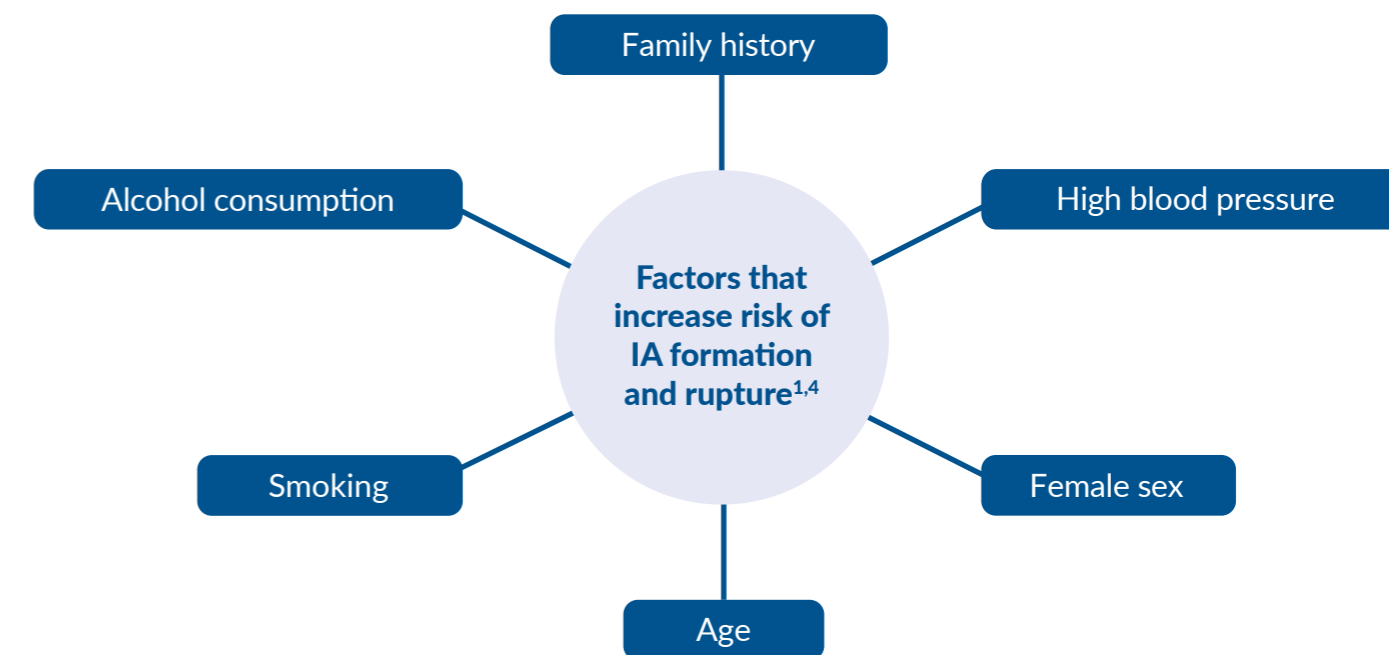 Family history
Alcohol consumption
High blood pressure
Factors that
increase risk of
IA formation
and rupture¹,⁴
Smoking
Female sex
Age